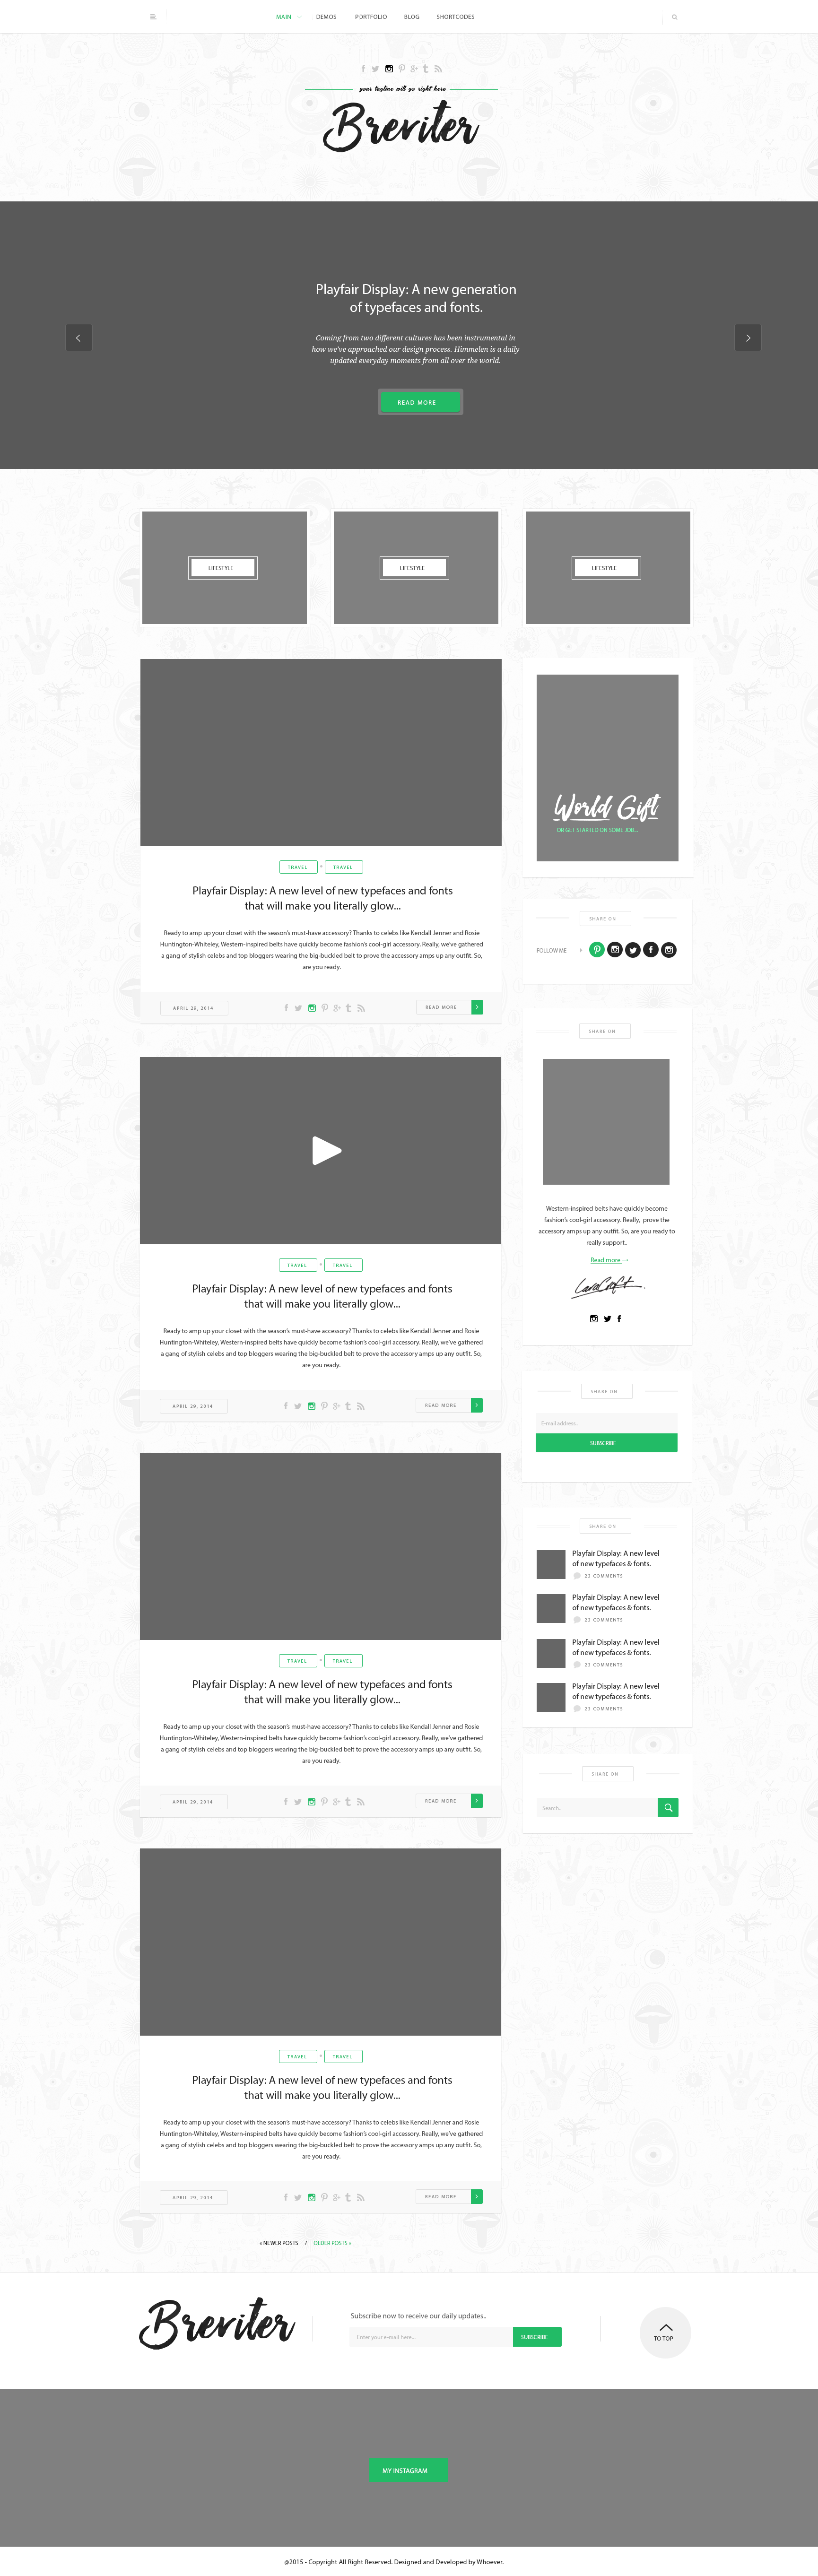 MAIN DEMOS PORTFOLIO BLOG SHORTCODES
your tagline will go right here
Breviter
Playfair Display: A new generation
of typefaces and fonts.
Coming from two different cultures has been instrumental in
how we've approached our design process. Himmelen is a daily
updated everyday moments from all over the world.
READ MORE
LIFESTYLE LIFESTYLE LIFESTYLE
TRAVEL TRAVEL
Playfair Display: A new level of new typefaces and fonts
that will make you literally glow...
Ready to amp up your closet with the season's must-have accessory? Thanks to celebs like Kendall Jenner and Rosie
Huntington-Whiteley, Western-inspired belts have quickly become fashion's cool-girl accessory. Really, we've gathered
a gang of stylish celebs and top bloggers wearing the big-buckled belt to prove the accessory amps up any outfit. So,
are you ready.
APRIL 29, 2014 READ MORE
TRAVEL TRAVEL
Playfair Display: A new level of new typefaces and fonts
that will make you literally glow...
Ready to amp up your closet with the season's must-have accessory? Thanks to celebs like Kendall Jenner and Rosie
Huntington-Whiteley, Western-inspired belts have quickly become fashion's cool-girl accessory. Really, we've gathered
a gang of stylish celebs and top bloggers wearing the big-buckled belt to prove the accessory amps up any outfit. So,
are you ready.
APRIL 29, 2014 READ MORE
TRAVEL TRAVEL
Playfair Display: A new level of new typefaces and fonts
that will make you literally glow...
Ready to amp up your closet with the season's must-have accessory? Thanks to celebs like Kendall Jenner and Rosie
Huntington-Whiteley, Western-inspired belts have quickly become fashion's cool-girl accessory. Really, we've gathered
a gang of stylish celebs and top bloggers wearing the big-buckled belt to prove the accessory amps up any outfit. So,
are you ready.
APRIL 29, 2014 READ MORE
TRAVEL TRAVEL
Playfair Display: A new level of new typefaces and fonts
that will make you literally glow...
Ready to amp up your closet with the season's must-have accessory? Thanks to celebs like Kendall Jenner and Rosie
Huntington-Whiteley, Western-inspired belts have quickly become fashion's cool-girl accessory. Really, we've gathered
a gang of stylish celebs and top bloggers wearing the big-buckled belt to prove the accessory amps up any outfit. So,
are you ready.
APRIL 29, 2014 READ MORE
« NEWER POSTS / OLDER POSTS »
World Gift
OR GET STARTED ON SOME JOB...
SHARE ON
FOLLOW ME
SHARE ON
Western-inspired belts have quickly become
fashion's cool-girl accessory. Really, prove the
accessory amps up any outfit. So, are you ready to
really support..
Read more →
SHARE ON
E-mail address..
SUBSCRIBE
SHARE ON
Playfair Display: A new level
of new typefaces & fonts.
23 COMMENTS
Playfair Display: A new level
of new typefaces & fonts.
23 COMMENTS
Playfair Display: A new level
of new typefaces & fonts.
23 COMMENTS
Playfair Display: A new level
of new typefaces & fonts.
23 COMMENTS
SHARE ON
Search..
Breviter
Subscribe now to receive our daily updates..
Enter your e-mail here... SUBSCRIBE
TO TOP
MY INSTAGRAM
@2015 - Copyright All Right Reserved. Designed and Developed by Whoever.